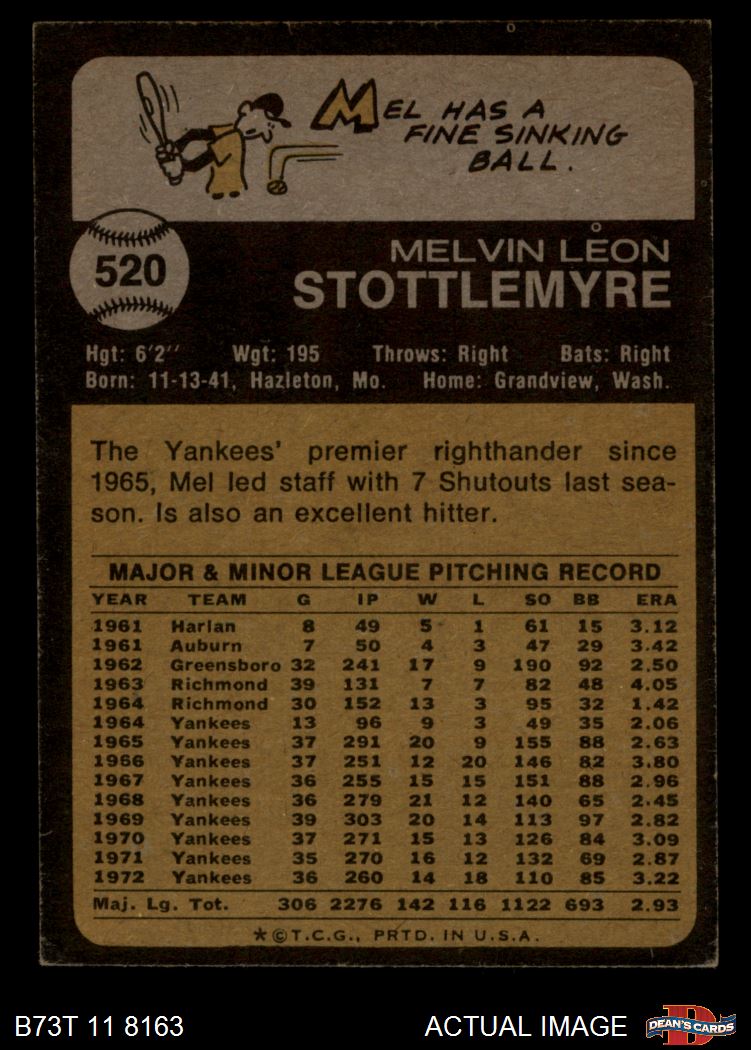 MEL HAS A
FINE SINKING
BALL.
520
MELVIN LEON
STOTTLEMYRE
Hgt: 6'2" Wgt: 195 Throws: Right Bats: Right
Born: 11-13-41, Hazleton, Mo. Home: Grandview, Wash.
The Yankees' premier righthander since
1965, Mel led staff with 7 Shutouts last sea-
son. Is also an excellent hitter.
MAJOR & MINOR LEAGUE PITCHING RECORD
YEAR TEAM G IP W L SO BB ERA
1961 Harlan 8 49 5 1 61 15 3.12
1961 Auburn 7 50 4 3 47 29 3.42
1962 Greensboro 32 241 17 9 190 92 2.50
1963 Richmond 39 131 7 7 82 48 4.05
1964 Richmond 30 152 13 3 95 32 1.42
1964 Yankees 13 96 9 3 49 35 2.06
1965 Yankees 37 291 20 9 155 88 2.63
1966 Yankees 37 251 12 20 146 82 3.80
1967 Yankees 36 255 15 15 151 88 2.96
1968 Yankees 36 279 21 12 140 65 2.45
1969 Yankees 39 303 20 14 113 97 2.82
1970 Yankees 37 271 15 13 126 84 3.09
1971 Yankees 35 270 16 12 132 69 2.87
1972 Yankees 36 260 14 18 110 85 3.22
Maj. Lg. Tot. 306 2276 142 116 1122 693 2.93
★©T.C.G., PRTD. IN U.S.A.
B73T 11 8163 ACTUAL IMAGE D DEAN'S CARDS